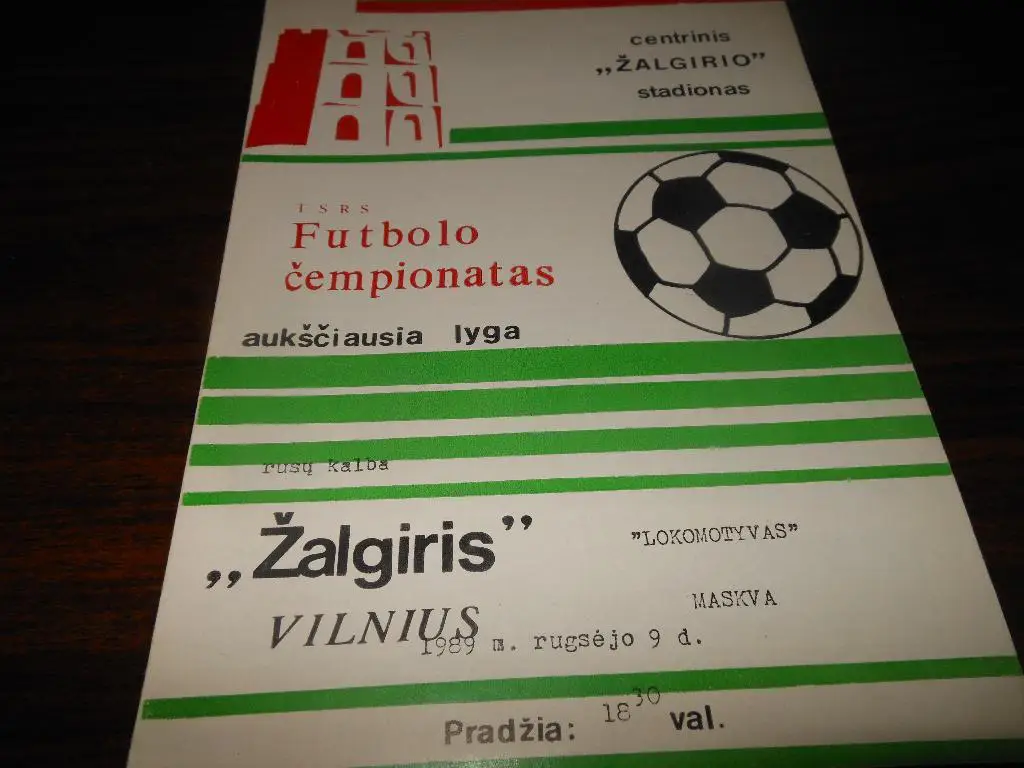 centrinis
„ŽALGIRIO”
stadionas
TSRS
Futbolo
čempionatas
aukščiausia lyga
rusų kalba
„Žalgiris” "LOKOMOTYVAS"
VILNIUS MASKVA
1989 m. rugsėjo 9 d.
Pradžia: 18 30 val.